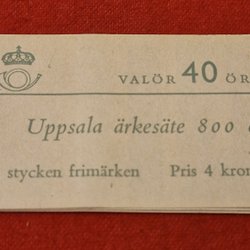 VALÖR 40 ÖR
Uppsala ärkesäte 800
stycken frimärken Pris 4 kron